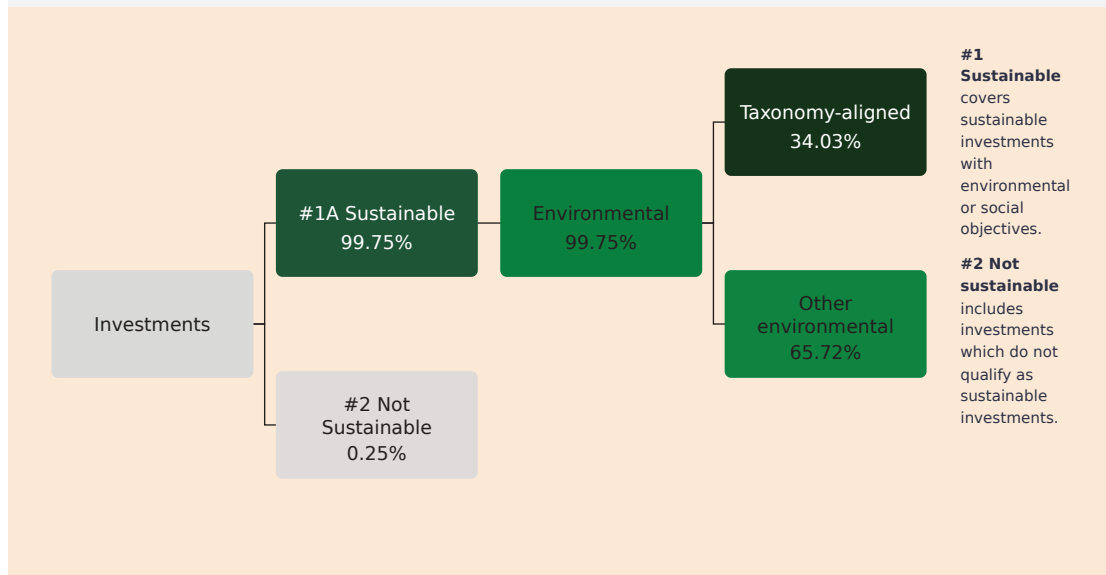 Investments
#1A Sustainable
99.75%
#2 Not
Sustainable
0.25%
Environmental
99.75%
Taxonomy-aligned
34.03%
Other
environmental
65.72%
#1
Sustainable
covers
sustainable
investments
with
environmental
or social
objectives.
#2 Not
sustainable
includes
investments
which do not
qualify as
sustainable
investments.